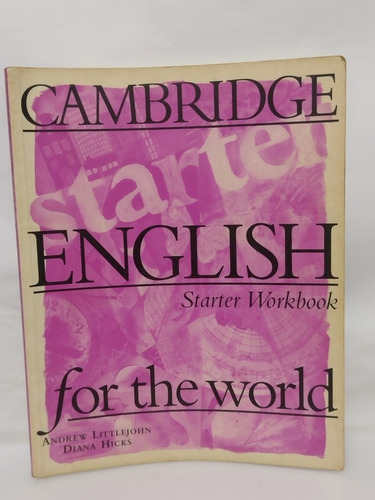 CAMBRIDGE
starter
ENGLISH
Starter Workbook
for the world
ANDREW LITTLEJOHN
DIANA HICKS